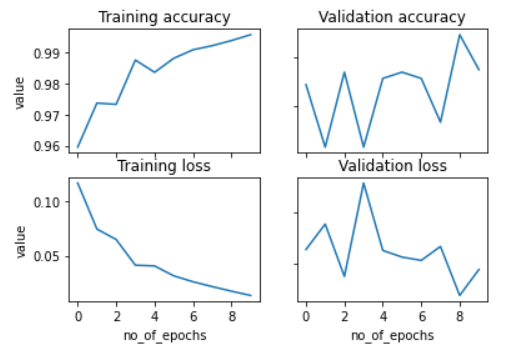 Training accuracy
Validation accuracy
value
0.99
0.98
0.97
0.96
Training loss
Validation loss
value
0.10
0.05
0 2 4 6 8
0 2 4 6 8
no_of_epochs
no_of_epochs